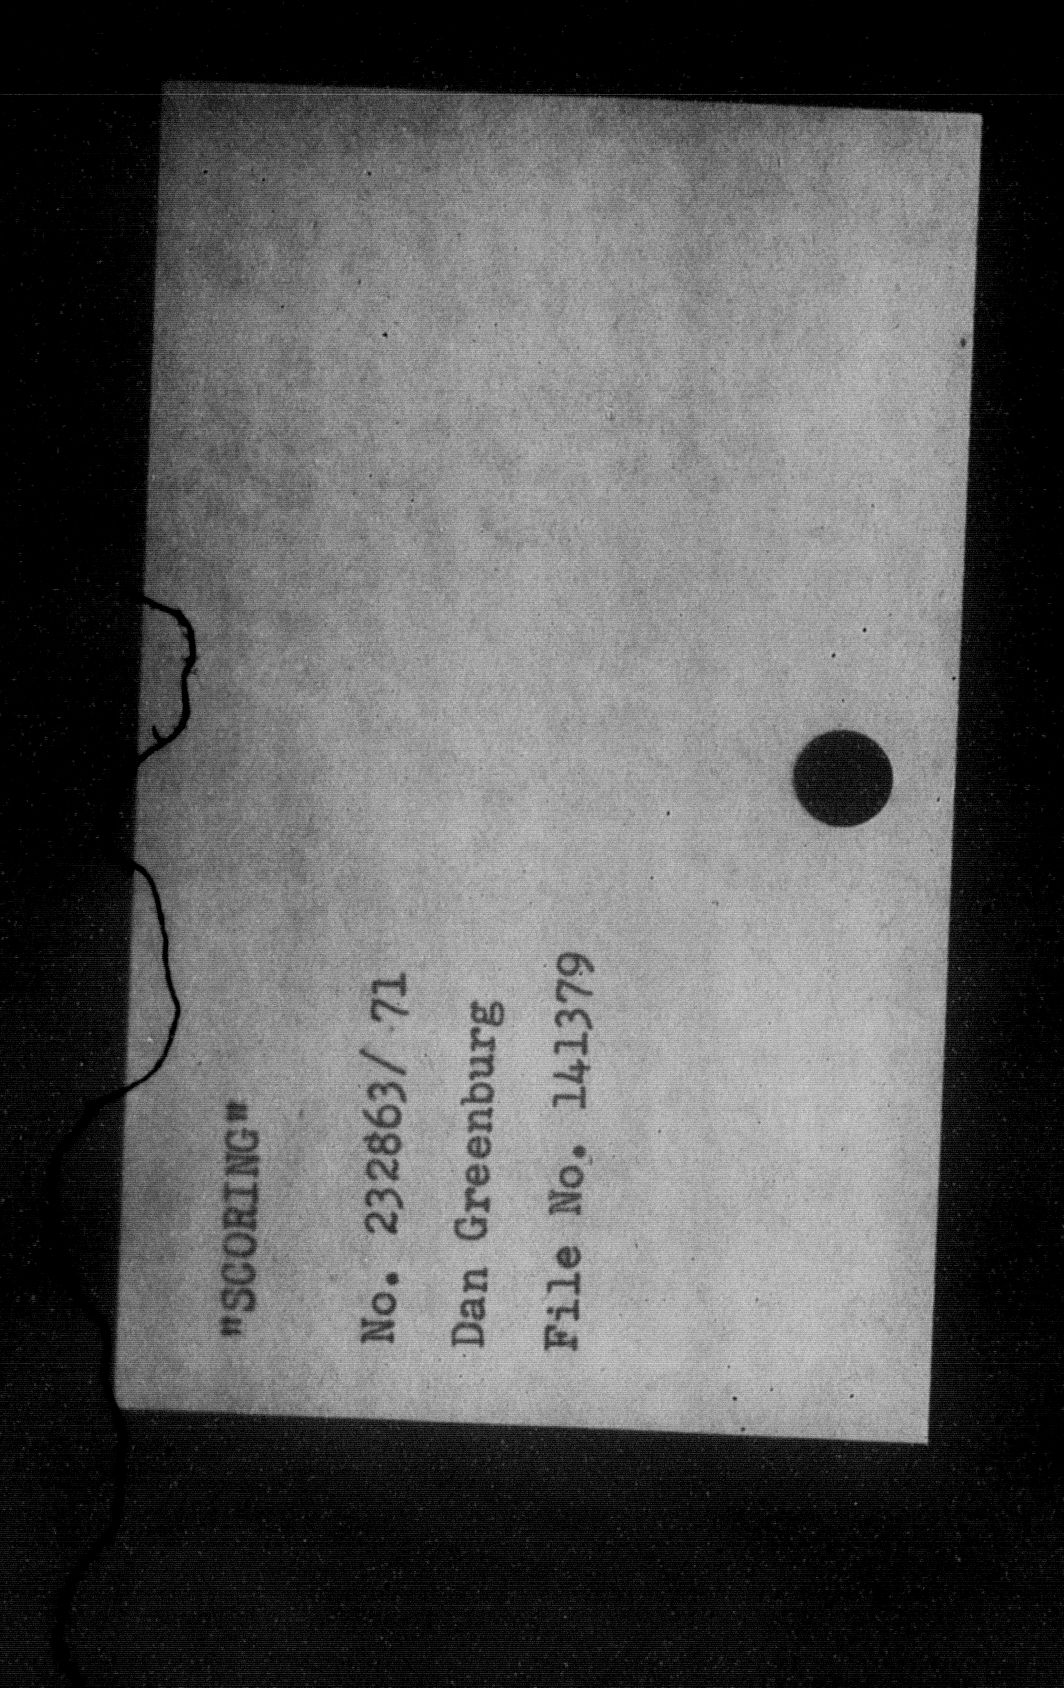 "SCORING"
No. 232863/ 71
Dan Greenburg
File No. 141379